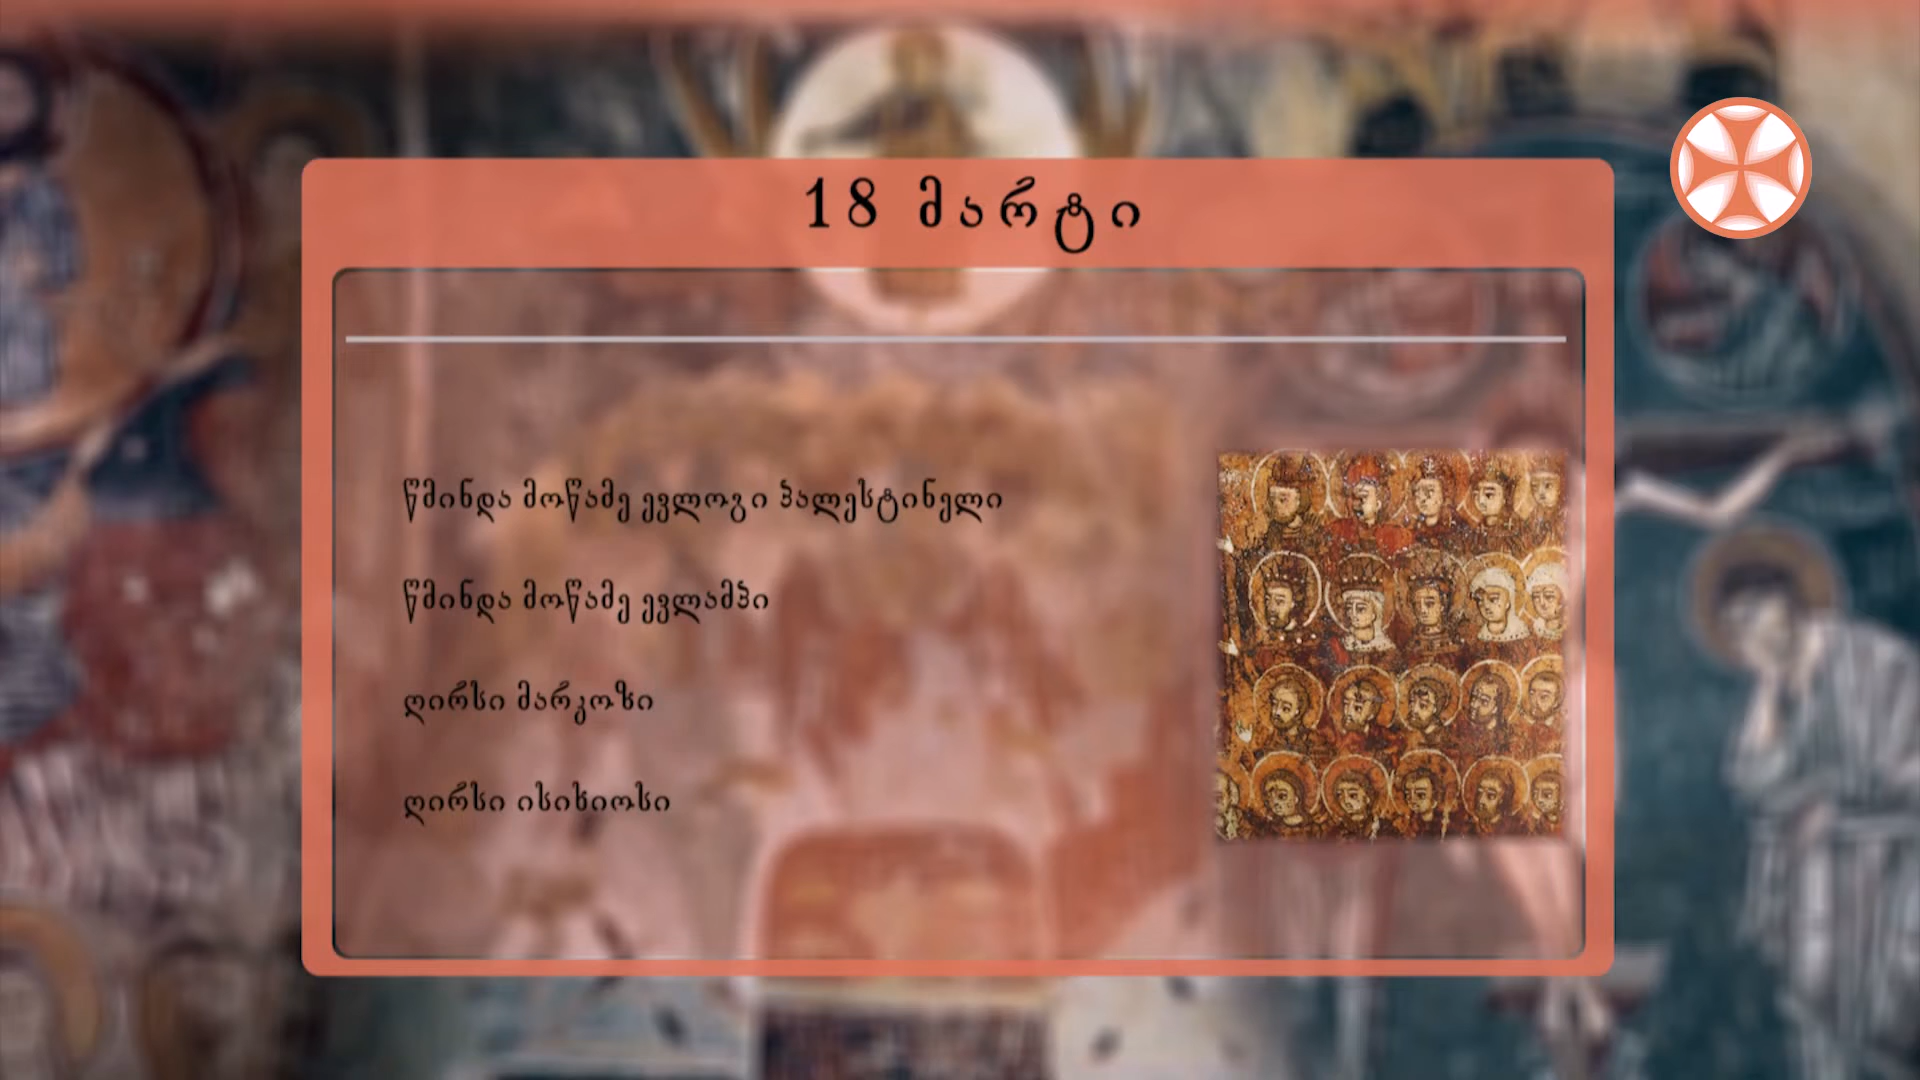 18 მარტი
წმინდა მოწამე ევლოგი პალესტინელი
წმინდა მოწამე ევლამპი
ღირსი მარკოზი
ღირსი ისიხიოსი